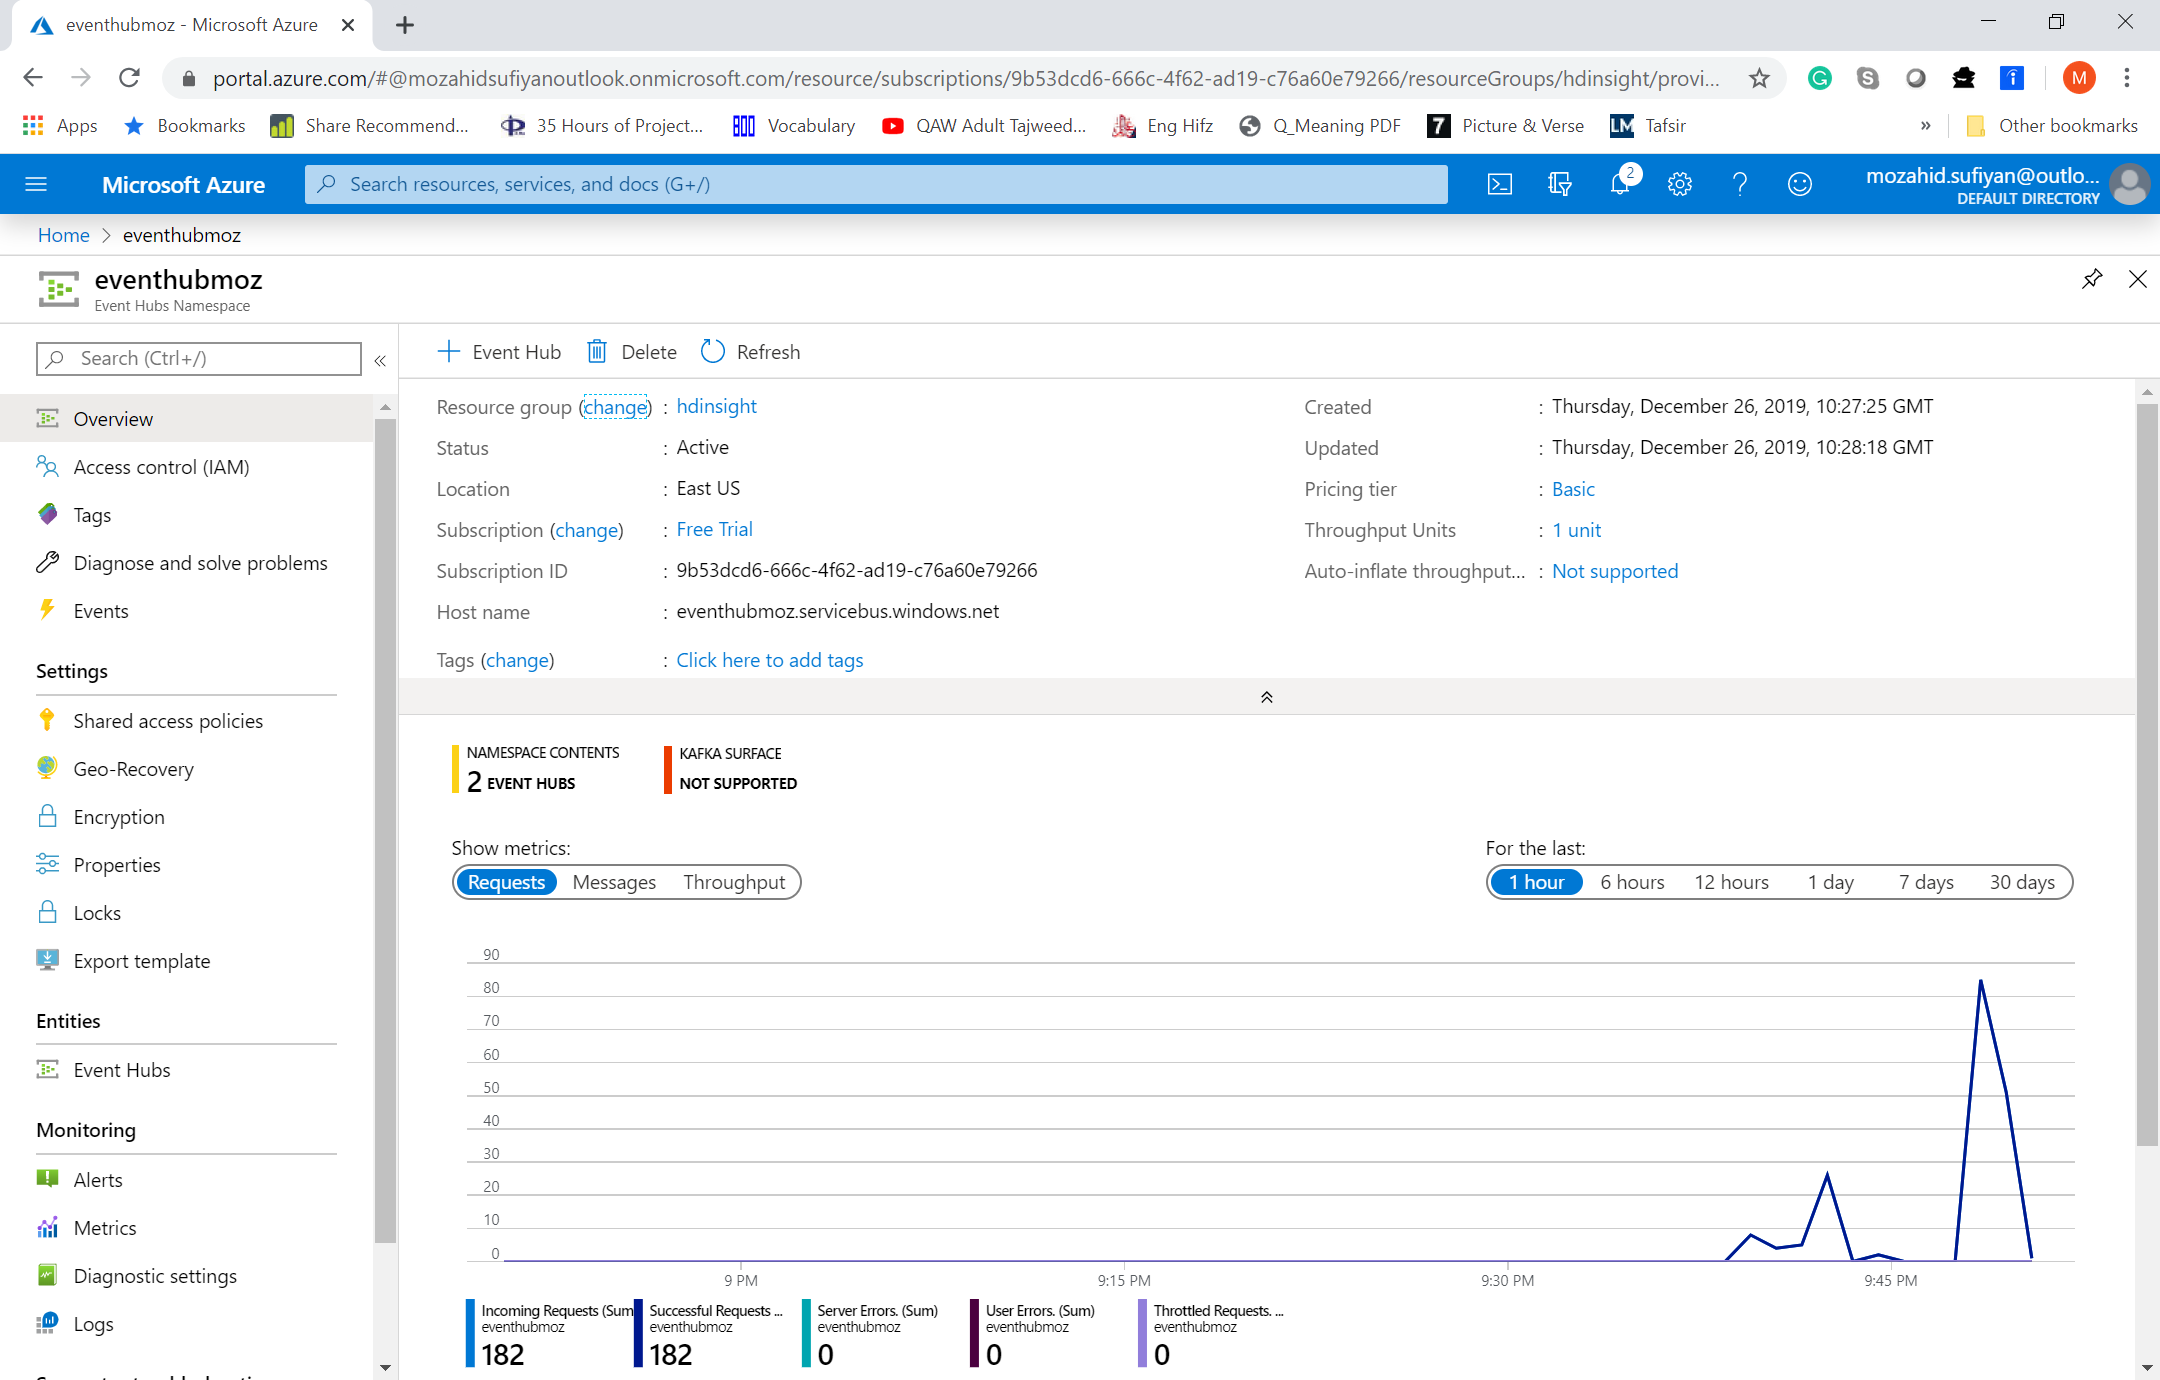 eventhubmoz - Microsoft Azure
portal.azure.com/#@mozahidsufiyanoutlook.onmicrosoft.com/resource/subscriptions/9b53dcd6-666c-4f62-ad19-c76a60e79266/resourceGroups/hdinsight/provi...
M
Apps
Bookmarks
Share Recommend...
35 Hours of Project...
Vocabulary
QAW Adult Tajweed...
Eng Hifz
Q_Meaning PDF
7 Picture & Verse
LM Tafsir
»
Other bookmarks
Microsoft Azure
Search resources, services, and docs (G+/)
2
mozahid.sufiyan@outlo...
DEFAULT DIRECTORY
Home > eventhubmoz
eventhubmoz
Event Hubs Namespace
Search (Ctrl+/)
«
Overview
Access control (IAM)
Tags
Diagnose and solve problems
Events
Settings
Shared access policies
Geo-Recovery
Encryption
Properties
Locks
Export template
Entities
Event Hubs
Monitoring
Alerts
Metrics
Diagnostic settings
Logs
Event Hub
Delete
Refresh
Resource group (change) : hdinsight
Status : Active
Location : East US
Subscription (change) : Free Trial
Subscription ID : 9b53dcd6-666c-4f62-ad19-c76a60e79266
Host name : eventhubmoz.servicebus.windows.net
Tags (change) : Click here to add tags
Created : Thursday, December 26, 2019, 10:27:25 GMT
Updated : Thursday, December 26, 2019, 10:28:18 GMT
Pricing tier : Basic
Throughput Units : 1 unit
Auto-inflate throughput... : Not supported
NAMESPACE CONTENTS
2 EVENT HUBS
KAFKA SURFACE
NOT SUPPORTED
Show metrics:
Requests Messages Throughput
For the last:
1 hour 6 hours 12 hours 1 day 7 days 30 days
90
80
70
60
50
40
30
20
10
0
9 PM 9:15 PM 9:30 PM 9:45 PM
Incoming Requests (Sum
eventhubmoz
182
Successful Requests ...
eventhubmoz
182
Server Errors. (Sum)
eventhubmoz
0
User Errors. (Sum)
eventhubmoz
0
Throttled Requests. ...
eventhubmoz
0